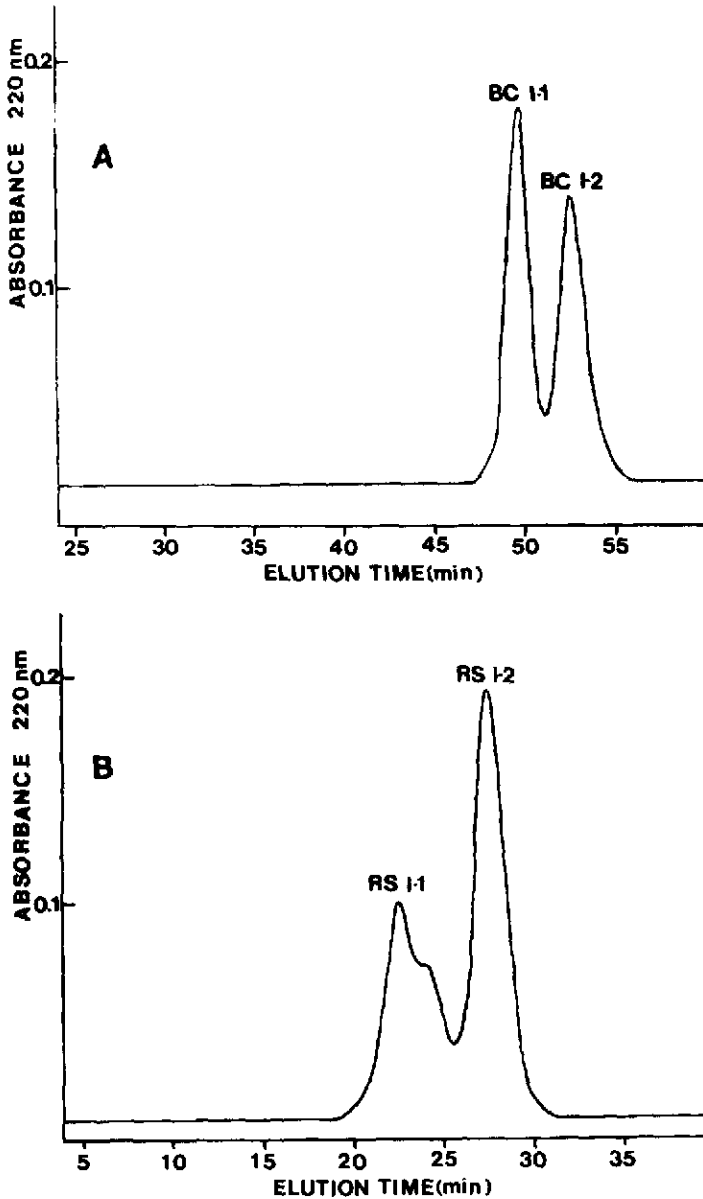 ABSORBANCE 220 nm
0.2
0.1
A
BC I-1
BC I-2
25 30 35 40 45 50 55
ELUTION TIME(min)
ABSORBANCE 220 nm
0.2
0.1
B
RS I-1
RS I-2
5 10 15 20 25 30 35
ELUTION TIME(min)